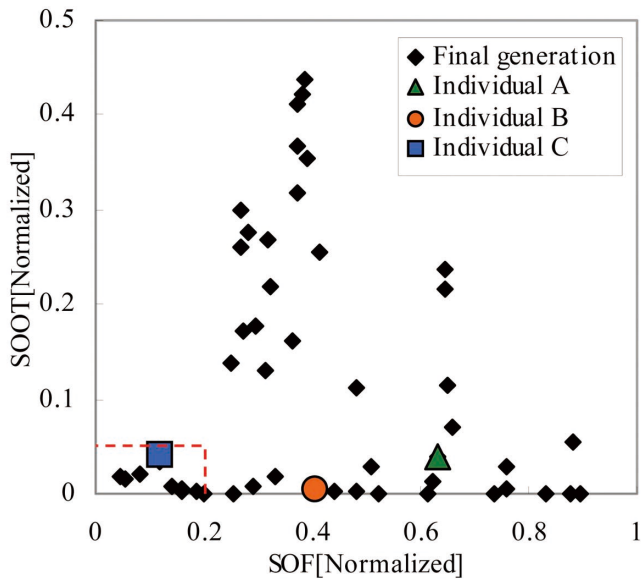 0.5
0.4
0.3
0.2
0.1
0
SOOT[Normalized]
Final generation
Individual A
Individual B
Individual C
0 0.2 0.4 0.6 0.8 1
SOF[Normalized]